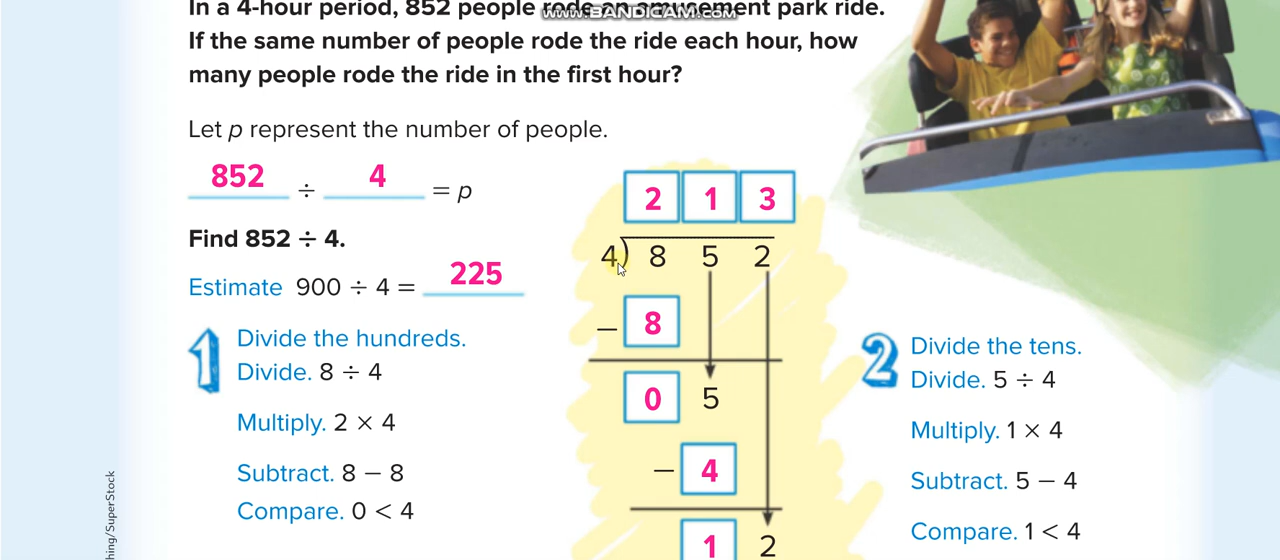 In a 4-hour period, 852 people rode an amusement park ride.
www.BANDICAM.com
If the same number of people rode the ride each hour, how
many people rode the ride in the first hour?
Let p represent the number of people.
852 ÷ 4 = p
Find 852 ÷ 4.
Estimate 900 ÷ 4 = 225
1 Divide the hundreds.
Divide. 8 ÷ 4
Multiply. 2 × 4
Subtract. 8 − 8
Compare. 0 < 4
2 1 3
4) 8 5 2
− 8
0 5
− 4
1 2
2 Divide the tens.
Divide. 5 ÷ 4
Multiply. 1 × 4
Subtract. 5 − 4
Compare. 1 < 4
hing/SuperStock